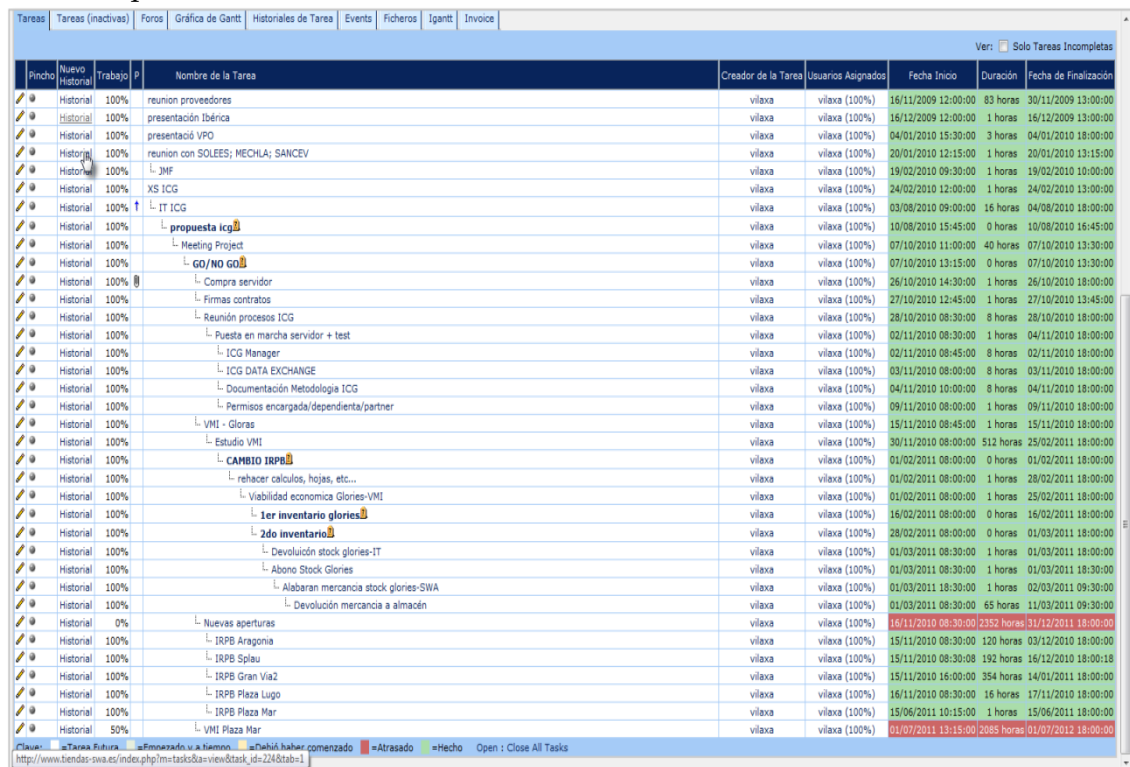 Tareas Tareas (inactivas) Foros Gráfica de Gantt Historiales de Tarea Events Ficheros Igantt Invoice
Ver: Solo Tareas Incompletas
Pincho Nuevo Historial Trabajo P Nombre de la Tarea Creador de la Tarea Usuarios Asignados Fecha Inicio Duración Fecha de Finalización
Historial 100% reunion proveedores vilaxa vilaxa (100%) 16/11/2009 12:00:00 83 horas 30/11/2009 13:00:00
Historial 100% presentación Ibérica vilaxa vilaxa (100%) 16/12/2009 12:00:00 1 horas 16/12/2009 13:00:00
Historial 100% presentació VPO vilaxa vilaxa (100%) 04/01/2010 15:30:00 3 horas 04/01/2010 18:00:00
Historial 100% reunion con SOLEES; MECHLA; SANCEV vilaxa vilaxa (100%) 20/01/2010 12:15:00 1 horas 20/01/2010 13:15:00
Historial 100% JMF vilaxa vilaxa (100%) 19/02/2010 09:30:00 1 horas 19/02/2010 10:00:00
Historial 100% XS ICG vilaxa vilaxa (100%) 24/02/2010 12:00:00 1 horas 24/02/2010 13:00:00
Historial 100% IT ICG vilaxa vilaxa (100%) 03/08/2010 09:00:00 16 horas 04/08/2010 18:00:00
Historial 100% propuesta icg vilaxa vilaxa (100%) 10/08/2010 15:45:00 0 horas 10/08/2010 16:45:00
Historial 100% Meeting Project vilaxa vilaxa (100%) 07/10/2010 11:00:00 40 horas 07/10/2010 13:30:00
Historial 100% GO/NO GO vilaxa vilaxa (100%) 07/10/2010 13:15:00 0 horas 07/10/2010 13:30:00
Historial 100% Compra servidor vilaxa vilaxa (100%) 26/10/2010 14:30:00 1 horas 26/10/2010 18:00:00
Historial 100% Firmas contratos vilaxa vilaxa (100%) 27/10/2010 12:45:00 1 horas 27/10/2010 13:45:00
Historial 100% Reunión procesos ICG vilaxa vilaxa (100%) 28/10/2010 08:30:00 8 horas 28/10/2010 18:00:00
Historial 100% Puesta en marcha servidor + test vilaxa vilaxa (100%) 02/11/2010 08:30:00 1 horas 04/11/2010 18:00:00
Historial 100% ICG Manager vilaxa vilaxa (100%) 02/11/2010 08:45:00 8 horas 02/11/2010 18:00:00
Historial 100% ICG DATA EXCHANGE vilaxa vilaxa (100%) 03/11/2010 08:00:00 8 horas 03/11/2010 18:00:00
Historial 100% Documentación Metodologia ICG vilaxa vilaxa (100%) 04/11/2010 10:00:00 8 horas 04/11/2010 18:00:00
Historial 100% Permisos encargada/dependienta/partner vilaxa vilaxa (100%) 09/11/2010 08:00:00 1 horas 09/11/2010 18:00:00
Historial 100% VMI - Gloras vilaxa vilaxa (100%) 15/11/2010 08:45:00 1 horas 15/11/2010 18:00:00
Historial 100% Estudio VMI vilaxa vilaxa (100%) 30/11/2010 08:00:00 512 horas 25/02/2011 18:00:00
Historial 100% CAMBIO IRPB vilaxa vilaxa (100%) 01/02/2011 08:00:00 0 horas 01/02/2011 18:00:00
Historial 100% rehacer calculos, hojas, etc... vilaxa vilaxa (100%) 01/02/2011 08:00:00 1 horas 28/02/2011 18:00:00
Historial 100% Viabilidad economica Glories-VMI vilaxa vilaxa (100%) 01/02/2011 08:00:00 1 horas 25/02/2011 18:00:00
Historial 100% 1er inventario glories vilaxa vilaxa (100%) 16/02/2011 08:00:00 0 horas 16/02/2011 18:00:00
Historial 100% 2do inventario vilaxa vilaxa (100%) 28/02/2011 08:00:00 0 horas 01/03/2011 18:00:00
Historial 100% Devoluicón stock glories-IT vilaxa vilaxa (100%) 01/03/2011 08:30:00 1 horas 01/03/2011 18:00:00
Historial 100% Abono Stock Glories vilaxa vilaxa (100%) 01/03/2011 08:30:00 1 horas 01/03/2011 18:30:00
Historial 100% Alabaran mercancia stock glories-SWA vilaxa vilaxa (100%) 01/03/2011 18:30:00 1 horas 02/03/2011 09:30:00
Historial 100% Devolución mercancia a almacén vilaxa vilaxa (100%) 01/03/2011 08:30:00 65 horas 11/03/2011 09:30:00
Historial 0% Nuevas aperturas vilaxa vilaxa (100%) 16/11/2010 08:30:00 2352 horas 31/12/2011 18:00:00
Historial 100% IRPB Aragonia vilaxa vilaxa (100%) 15/11/2010 08:30:00 120 horas 03/12/2010 18:00:00
Historial 100% IRPB Splau vilaxa vilaxa (100%) 15/11/2010 08:30:08 192 horas 16/12/2010 18:00:18
Historial 100% IRPB Gran Via2 vilaxa vilaxa (100%) 15/11/2010 16:00:00 354 horas 14/01/2011 18:00:00
Historial 100% IRPB Plaza Lugo vilaxa vilaxa (100%) 16/11/2010 08:30:00 16 horas 17/11/2010 18:00:00
Historial 100% IRPB Plaza Mar vilaxa vilaxa (100%) 15/06/2011 10:15:00 1 horas 15/06/2011 18:00:00
Historial 50% VMI Plaza Mar vilaxa vilaxa (100%) 01/07/2011 13:15:00 2085 horas 01/07/2012 18:00:00
Clave: =Tarea Futura =Empezado y a tiempo =Debió haber comenzado =Atrasado =Hecho Open : Close All Tasks
http://www.tiendas-swa.es/index.php?m=tasks&a=view&task_id=224&tab=1